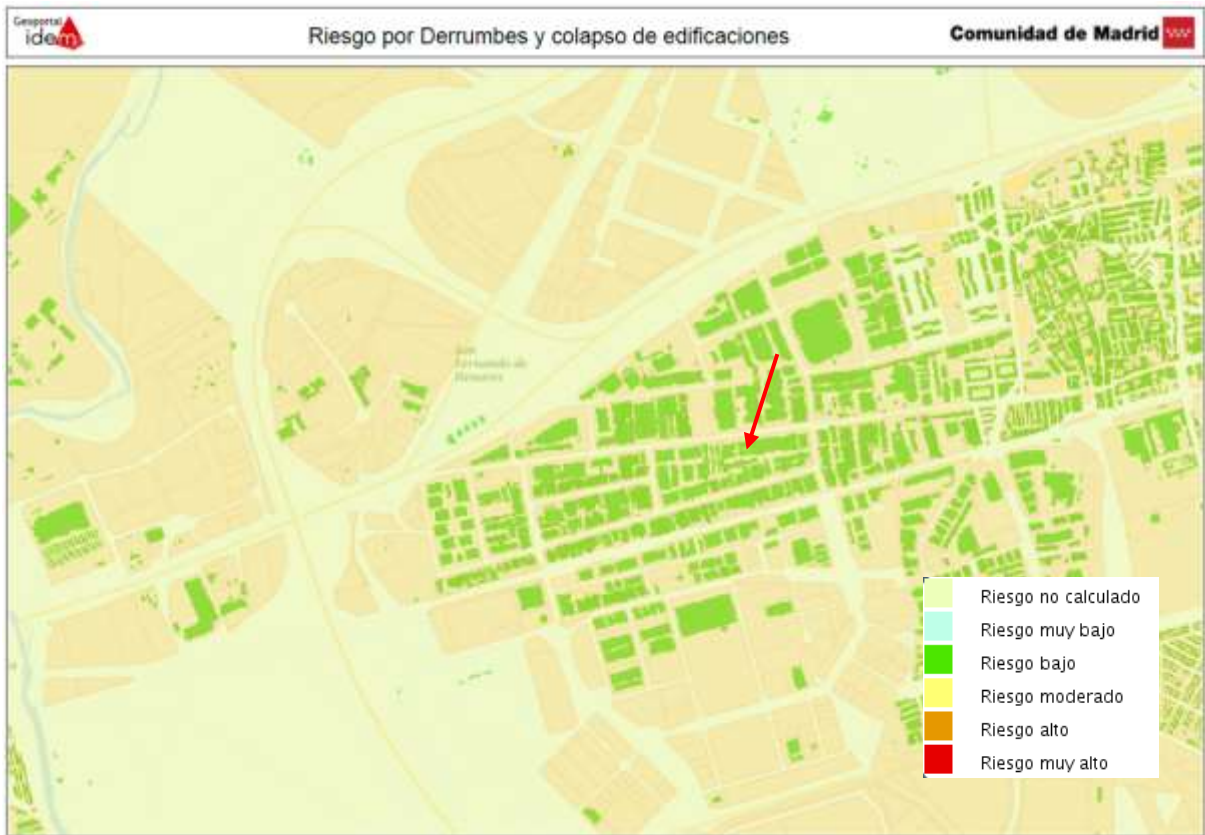 Geoportal
idem
Riesgo por Derrumbes y colapso de edificaciones
Comunidad de Madrid
San
Fernando de
Henares
Riesgo no calculado
Riesgo muy bajo
Riesgo bajo
Riesgo moderado
Riesgo alto
Riesgo muy alto